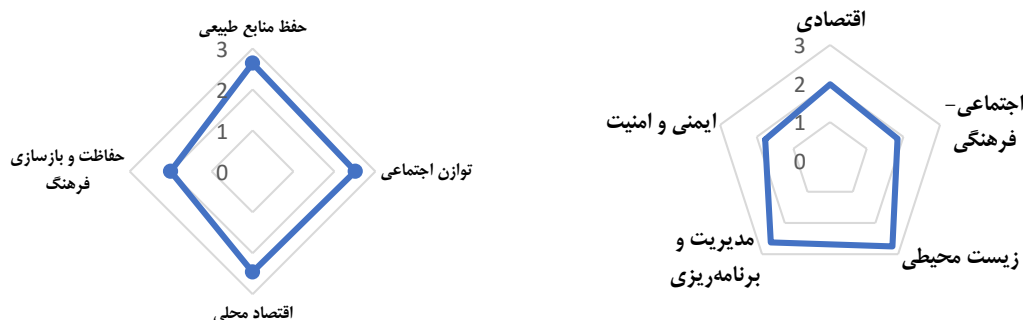 حفظ منابع طبیعی
3
2
1
0
توازن اجتماعی
حفاظت و بازسازی
فرهنگ
اقتصاد محلی
اقتصادی
3
2
1
0
اجتماعی-
فرهنگی
زیست محیطی
مدیریت و
برنامه‌ریزی
ایمنی و امنیت